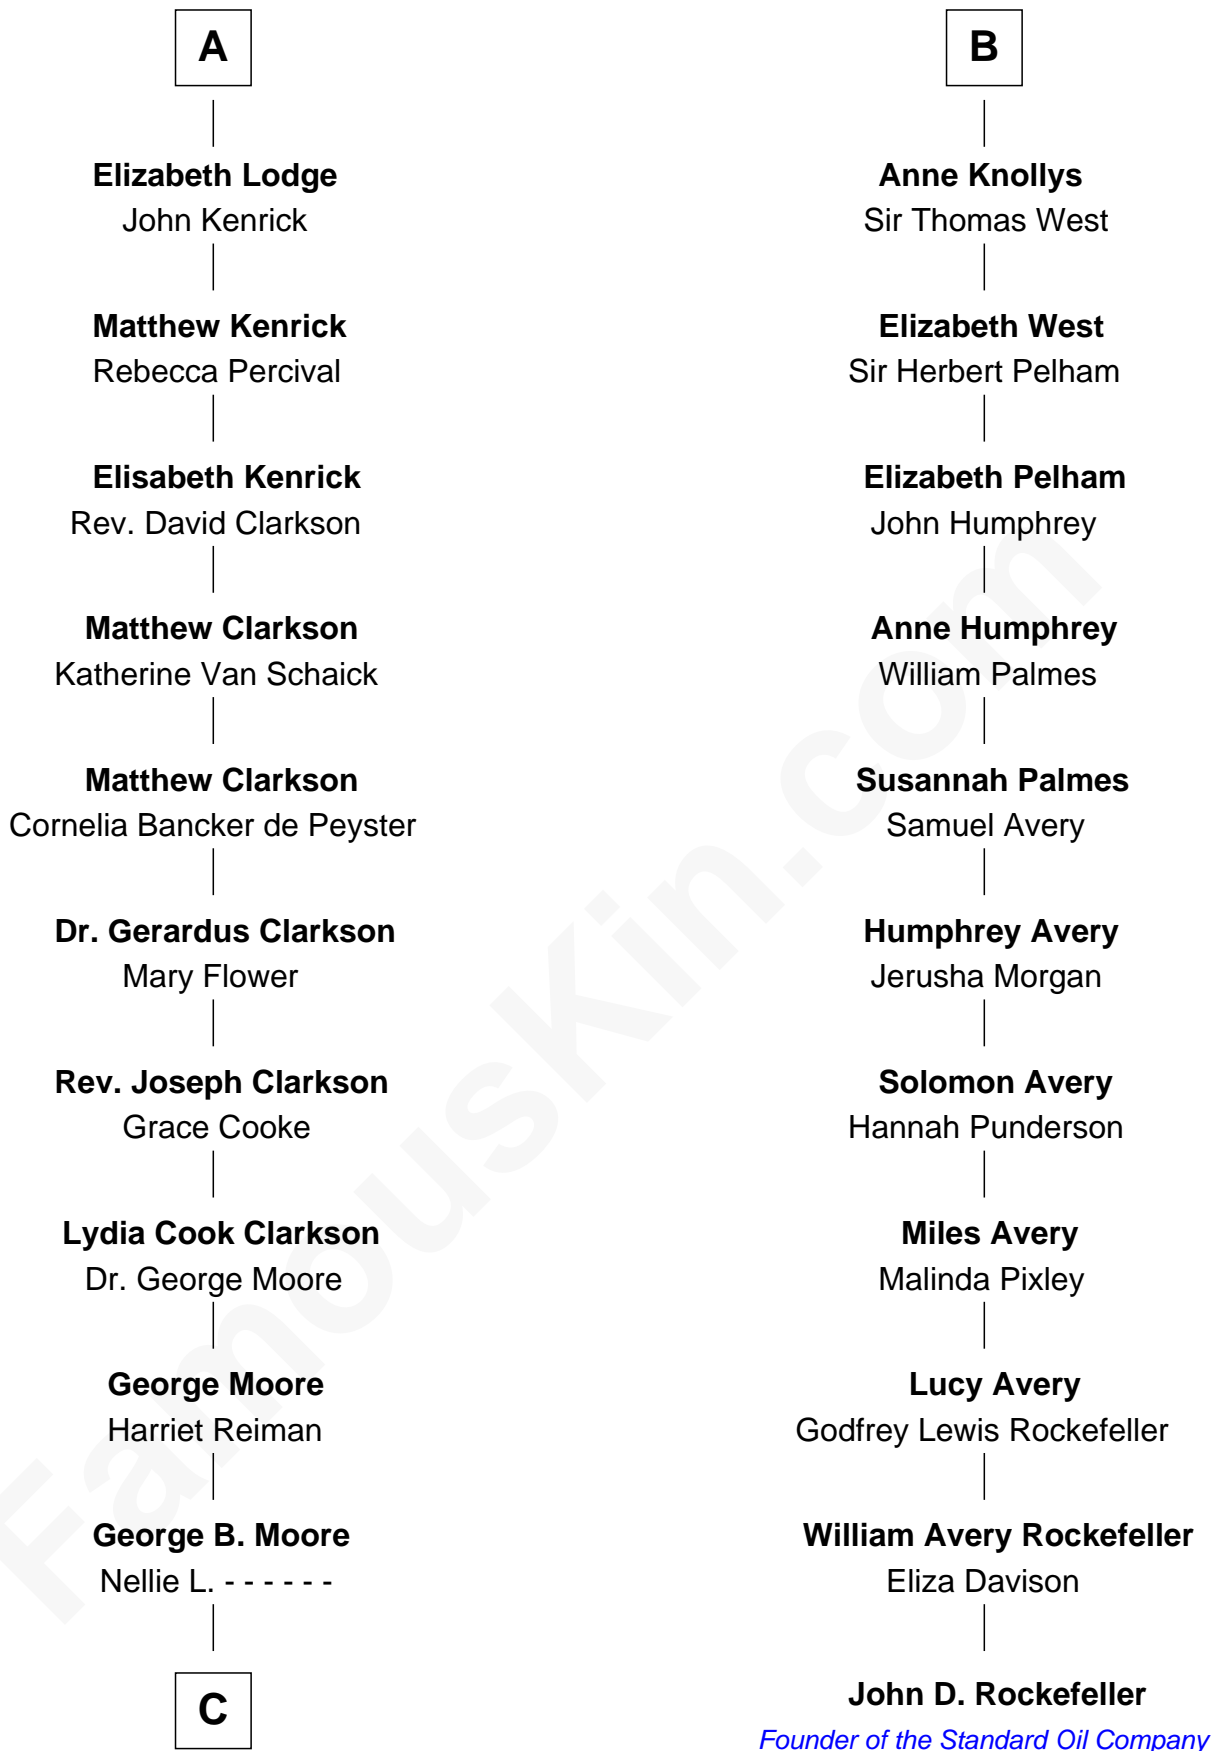 A
Elizabeth Lodge
John Kenrick
Matthew Kenrick
Rebecca Percival
Elisabeth Kenrick
Rev. David Clarkson
Matthew Clarkson
Katherine Van Schaick
Matthew Clarkson
Cornelia Bancker de Peyster
Dr. Gerardus Clarkson
Mary Flower
Rev. Joseph Clarkson
Grace Cooke
Lydia Cook Clarkson
Dr. George Moore
George Moore
Harriet Reiman
George B. Moore
Nellie L. - - - - - -
C
B
Anne Knollys
Sir Thomas West
Elizabeth West
Sir Herbert Pelham
Elizabeth Pelham
John Humphrey
Anne Humphrey
William Palmes
Susannah Palmes
Samuel Avery
Humphrey Avery
Jerusha Morgan
Solomon Avery
Hannah Punderson
Miles Avery
Malinda Pixley
Lucy Avery
Godfrey Lewis Rockefeller
William Avery Rockefeller
Eliza Davison
John D. Rockefeller
Founder of the Standard Oil Company
FamousKin.com